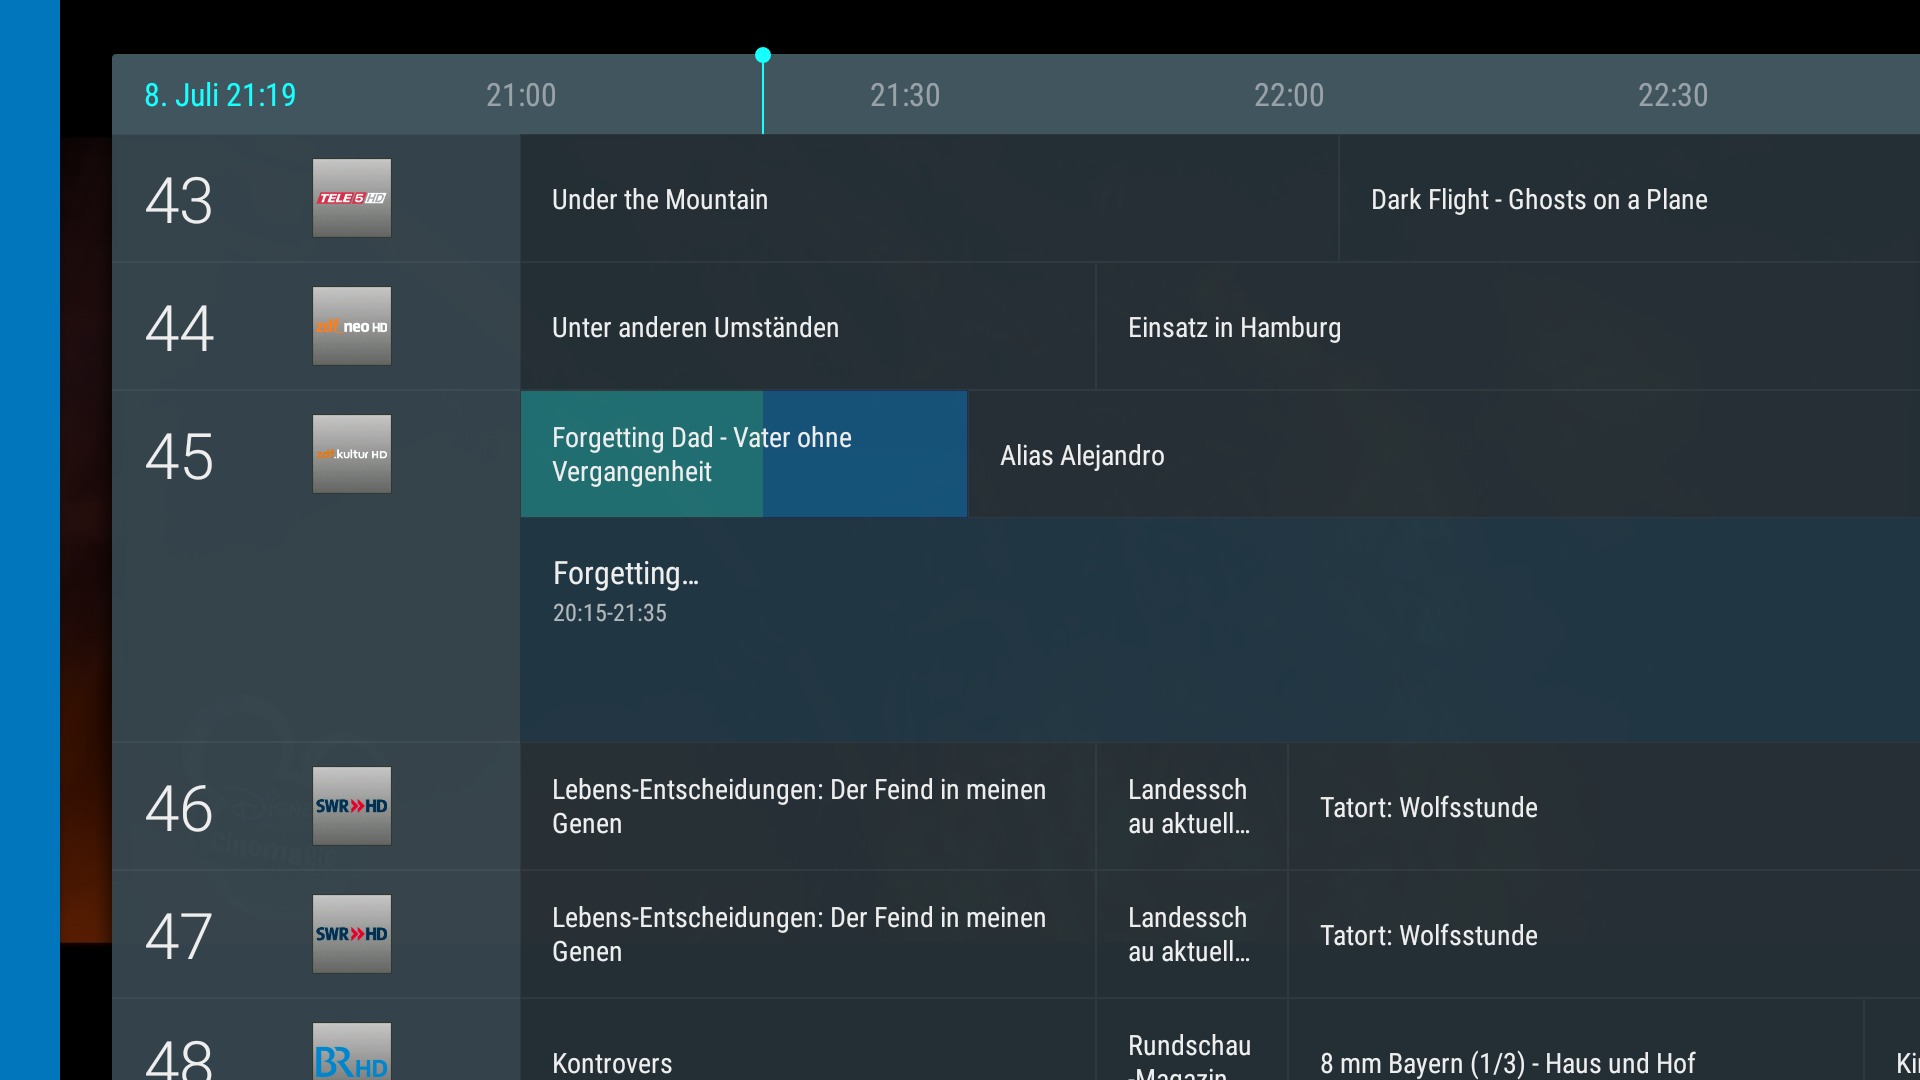 8. Juli 21:19
21:00
21:30
22:00
22:30
43
TELE 5 HD
Under the Mountain
Dark Flight - Ghosts on a Plane
44
zdf_neo HD
Unter anderen Umständen
Einsatz in Hamburg
45
zdf.kultur HD
Forgetting Dad - Vater ohne
Vergangenheit
Alias Alejandro
Forgetting…
20:15-21:35
46
SWR»HD
Lebens-Entscheidungen: Der Feind in meinen
Genen
Landessch
au aktuell…
Tatort: Wolfsstunde
47
SWR»HD
Lebens-Entscheidungen: Der Feind in meinen
Genen
Landessch
au aktuell…
Tatort: Wolfsstunde
48
BR HD
Kontrovers
Rundschau
-Magazin
8 mm Bayern (1/3) - Haus und Hof